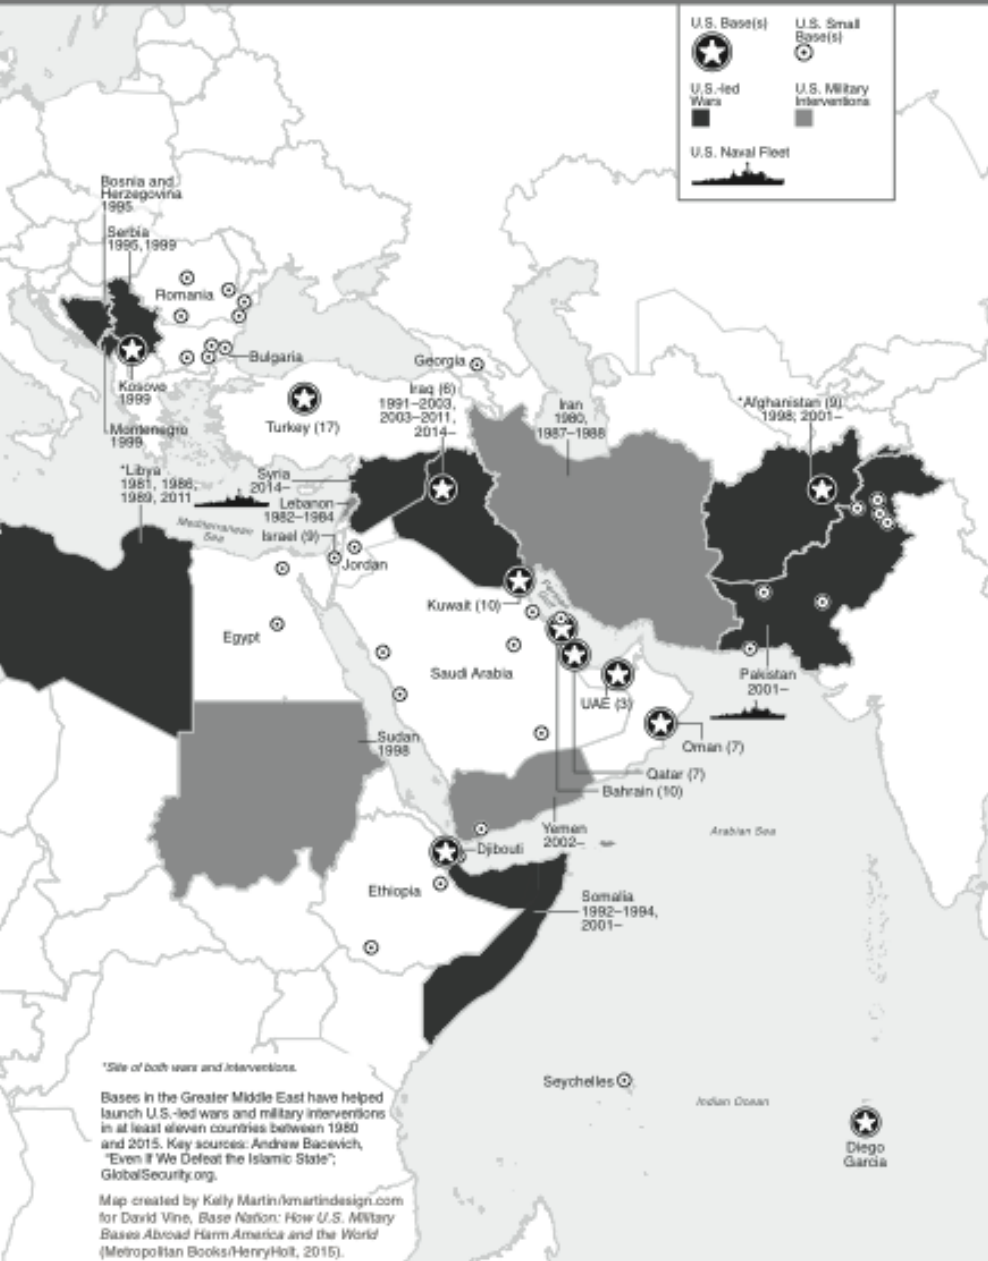 U.S. Base(s)
U.S. Small
Base(s)
U.S.-led
Wars
U.S. Military
Interventions
U.S. Naval Fleet
Bosnia and
Herzegovina
1995
Serbia
1995, 1999
Romania
Bulgaria
Kosovo
1999
Montenegro
1999
Georgia
Turkey (17)
Iraq (6)
1991–2003,
2003–2011,
2014–
Iran
1980,
1987–1988
*Afghanistan (9)
1998; 2001–
*Libya
1981, 1986,
1989, 2011
Syria
2014–
Lebanon
1982–1984
Mediterranean
Sea
Israel (9)
Jordan
Kuwait (10)
Persian
Gulf
Egypt
Saudi Arabia
UAE (3)
Pakistan
2001–
Oman (7)
Sudan
1998
Qatar (7)
Bahrain (10)
Yemen
2002–
Arabian Sea
Djibouti
Ethiopia
Somalia
1992–1994,
2001–
Seychelles
Indian Ocean
Diego
Garcia
*Site of both wars and interventions.
Bases in the Greater Middle East have helped
launch U.S.-led wars and military interventions
in at least eleven countries between 1980
and 2015. Key sources: Andrew Bacevich,
"Even If We Defeat the Islamic State";
GlobalSecurity.org.
Map created by Kelly Martin/kmartindesign.com
for David Vine, Base Nation: How U.S. Military
Bases Abroad Harm America and the World
(Metropolitan Books/HenryHolt, 2015).